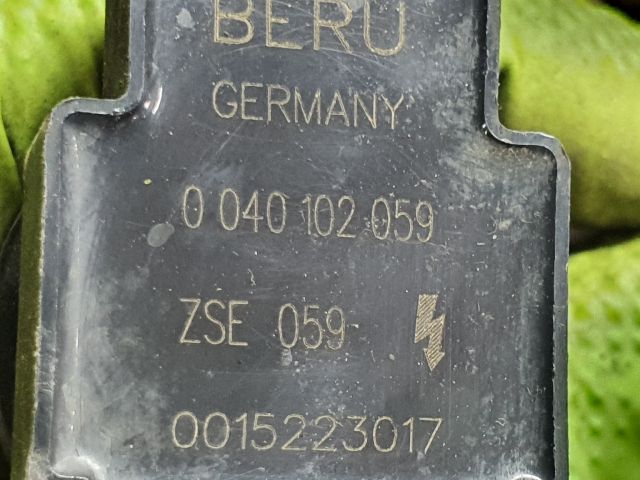 BERU
GERMANY
0 040 102 059
ZSE 059
0015223017